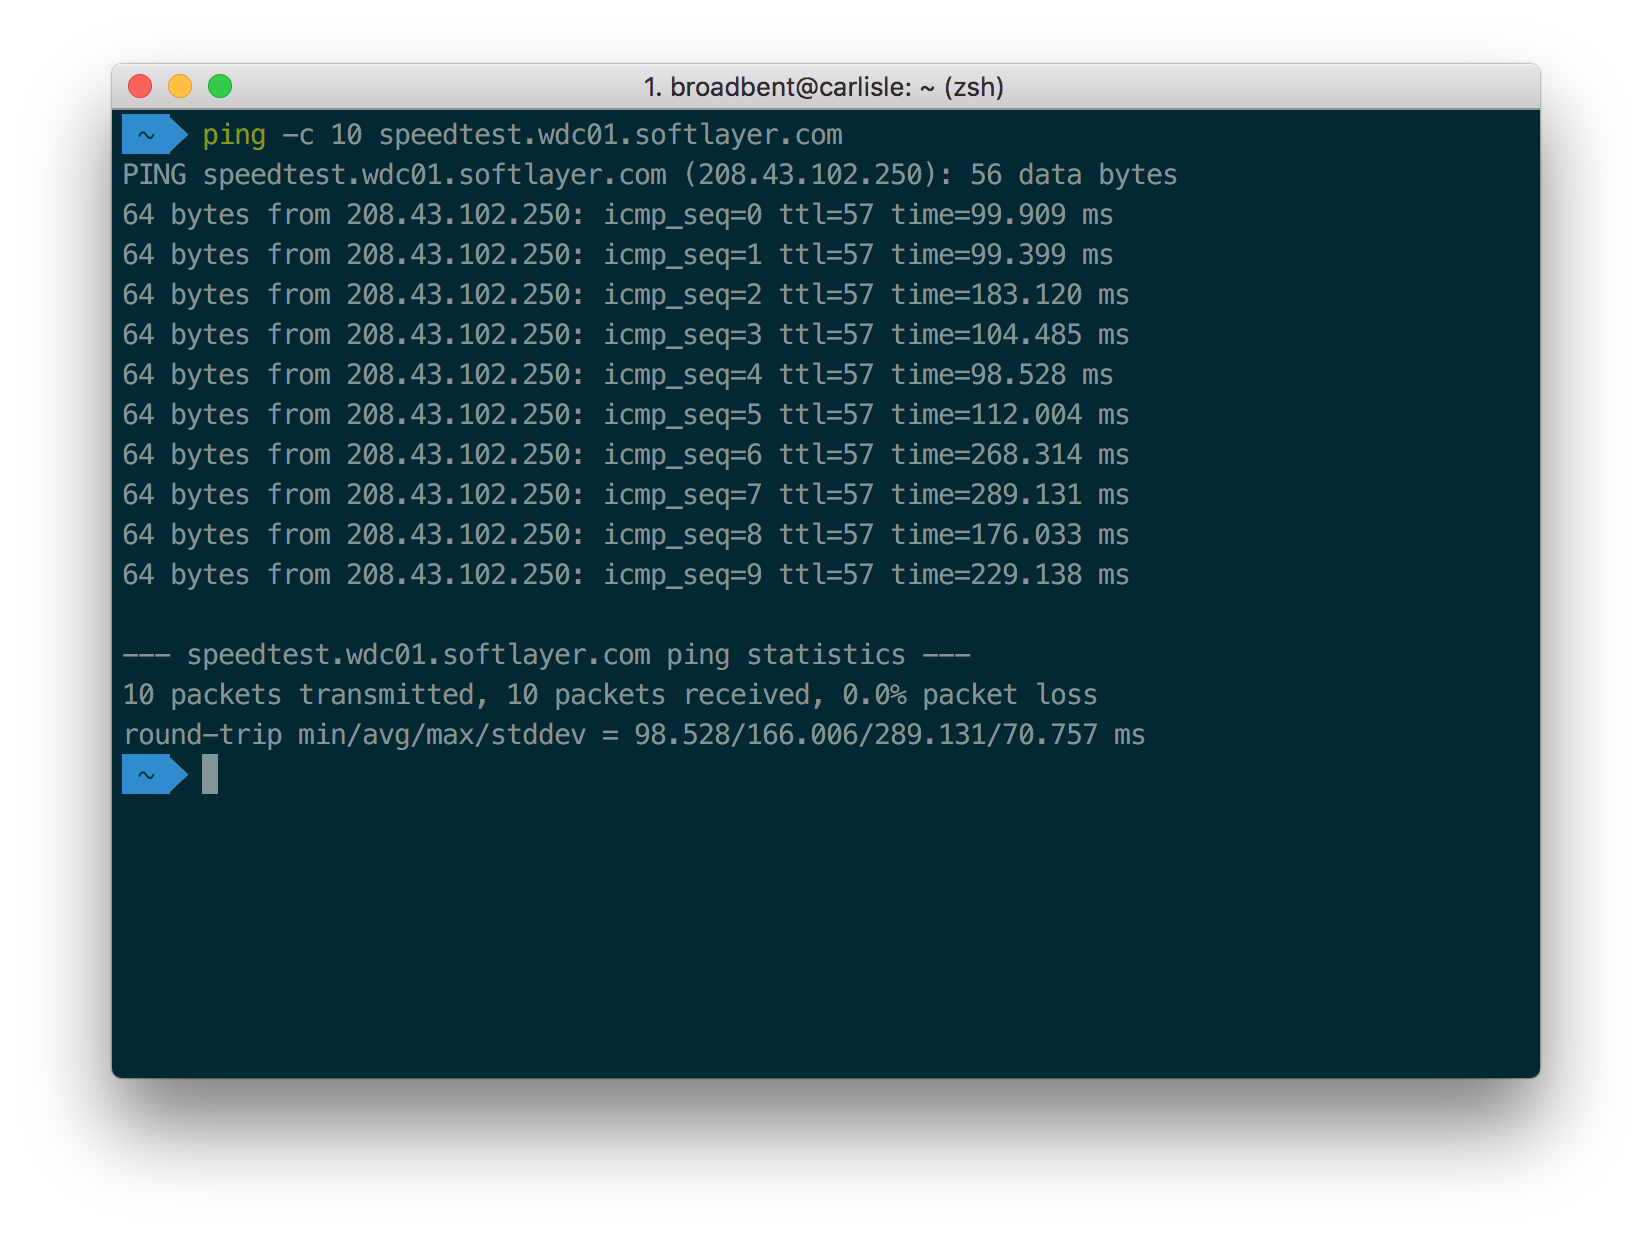 1. broadbent@carlisle: ~ (zsh)
~ ping -c 10 speedtest.wdc01.softlayer.com
PING speedtest.wdc01.softlayer.com (208.43.102.250): 56 data bytes
64 bytes from 208.43.102.250: icmp_seq=0 ttl=57 time=99.909 ms
64 bytes from 208.43.102.250: icmp_seq=1 ttl=57 time=99.399 ms
64 bytes from 208.43.102.250: icmp_seq=2 ttl=57 time=183.120 ms
64 bytes from 208.43.102.250: icmp_seq=3 ttl=57 time=104.485 ms
64 bytes from 208.43.102.250: icmp_seq=4 ttl=57 time=98.528 ms
64 bytes from 208.43.102.250: icmp_seq=5 ttl=57 time=112.004 ms
64 bytes from 208.43.102.250: icmp_seq=6 ttl=57 time=268.314 ms
64 bytes from 208.43.102.250: icmp_seq=7 ttl=57 time=289.131 ms
64 bytes from 208.43.102.250: icmp_seq=8 ttl=57 time=176.033 ms
64 bytes from 208.43.102.250: icmp_seq=9 ttl=57 time=229.138 ms
--- speedtest.wdc01.softlayer.com ping statistics ---
10 packets transmitted, 10 packets received, 0.0% packet loss
round-trip min/avg/max/stddev = 98.528/166.006/289.131/70.757 ms
~